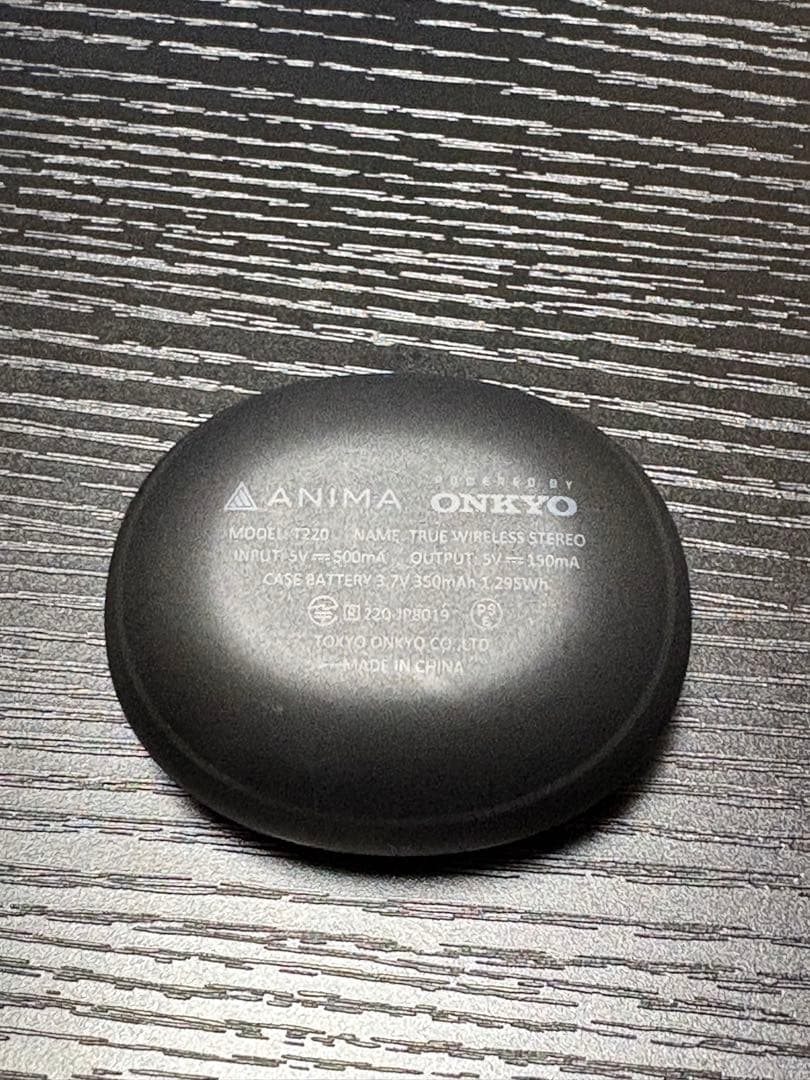 ANIMA POWERED BY ONKYO
MODEL: T220 NAME: TRUE WIRELESS STEREO
INPUT: 5V⎓500mA OUTPUT: 5V⎓150mA
CASE BATTERY 3.7V 350mAh 1.295Wh
R 220-JP8019 PS E
TOKYO ONKYO CO.,LTD
MADE IN CHINA